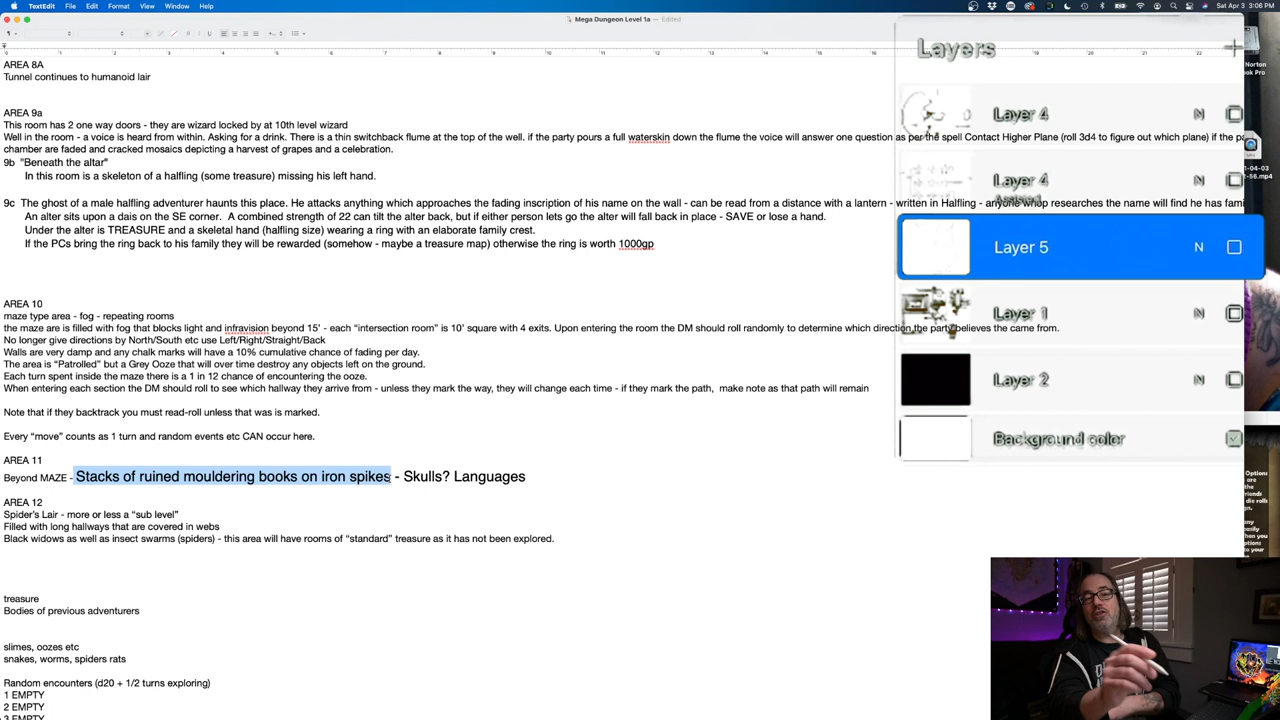 TextEdit File Edit Format View Window Help
Sat Apr 3 3:06 PM
Mega Dungeon Level 1a — Edited
AREA 8A
Tunnel continues to humanoid lair
AREA 9a
This room has 2 one way doors - they are wizard locked by at 10th level wizard
Well in the room - a voice is heard from within. Asking for a drink. There is a thin switchback flume at the top of the well. if the party pours a full waterskin down the flume the voice will answer one question as per the spell Contact Higher Plane (roll 3d4 to figure out which plane) if the
chamber are faded and cracked mosaics depicting a harvest of grapes and a celebration.
9b "Beneath the altar"
In this room is a skeleton of a halfling (some treasure) missing his left hand.
9c The ghost of a male halfling adventurer haunts this place. He attacks anything which approaches the fading inscription of his name on the wall - can be read from a distance with a lantern - written in Halfling - anyone whop researches the name will find he has fami
An alter sits upon a dais on the SE corner. A combined strength of 22 can tilt the alter back, but if either person lets go the alter will fall back in place - SAVE or lose a hand.
Under the alter is TREASURE and a skeletal hand (halfling size) wearing a ring with an elaborate family crest.
If the PCs bring the ring back to his family they will be rewarded (somehow - maybe a treasure map) otherwise the ring is worth 1000gp
AREA 10
maze type area - fog - repeating rooms
the maze are is filled with fog that blocks light and infravision beyond 15' - each “intersection room” is 10' square with 4 exits. Upon entering the room the DM should roll randomly to determine which direction the party believes the came from.
No longer give directions by North/South etc use Left/Right/Straight/Back
Walls are very damp and any chalk marks will have a 10% cumulative chance of fading per day.
The area is “Patrolled” but a Grey Ooze that will over time destroy any objects left on the ground.
Each turn spent inside the maze there is a 1 in 12 chance of encountering the ooze.
When entering each section the DM should roll to see which hallway they arrive from - unless they mark the way, they will change each time - if they mark the path, make note as that path will remain
Note that if they backtrack you must read-roll unless that was is marked.
Every “move” counts as 1 turn and random events etc CAN occur here.
AREA 11
Beyond MAZE - Stacks of ruined mouldering books on iron spikes - Skulls? Languages
AREA 12
Spider's Lair - more or less a “sub level”
Filled with long hallways that are covered in webs
Black widows as well as insect swarms (spiders) - this area will have rooms of “standard” treasure as it has not been explored.
treasure
Bodies of previous adventurers
slimes, oozes etc
snakes, worms, spiders rats
Random encounters (d20 + 1/2 turns exploring)
1 EMPTY
2 EMPTY
3 EMPTY
Layers
Layer 4 N
Layer 4 N
Layer 5 N
Layer 1 N
Layer 2 N
Background color
Norton